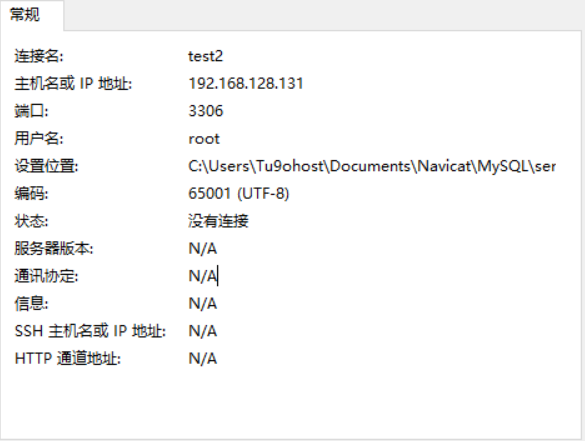 常规
连接名: test2
主机名或 IP 地址: 192.168.128.131
端口: 3306
用户名: root
设置位置: C:\Users\Tu9ohost\Documents\Navicat\MySQL\ser
编码: 65001 (UTF-8)
状态: 没有连接
服务器版本: N/A
通讯协定: N/A
信息: N/A
SSH 主机名或 IP 地址: N/A
HTTP 通道地址: N/A